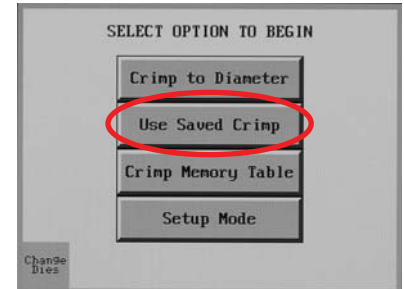 SELECT OPTION TO BEGIN
Crimp to Diameter
Use Saved Crimp
Crimp Memory Table
Setup Mode
Change
Dies